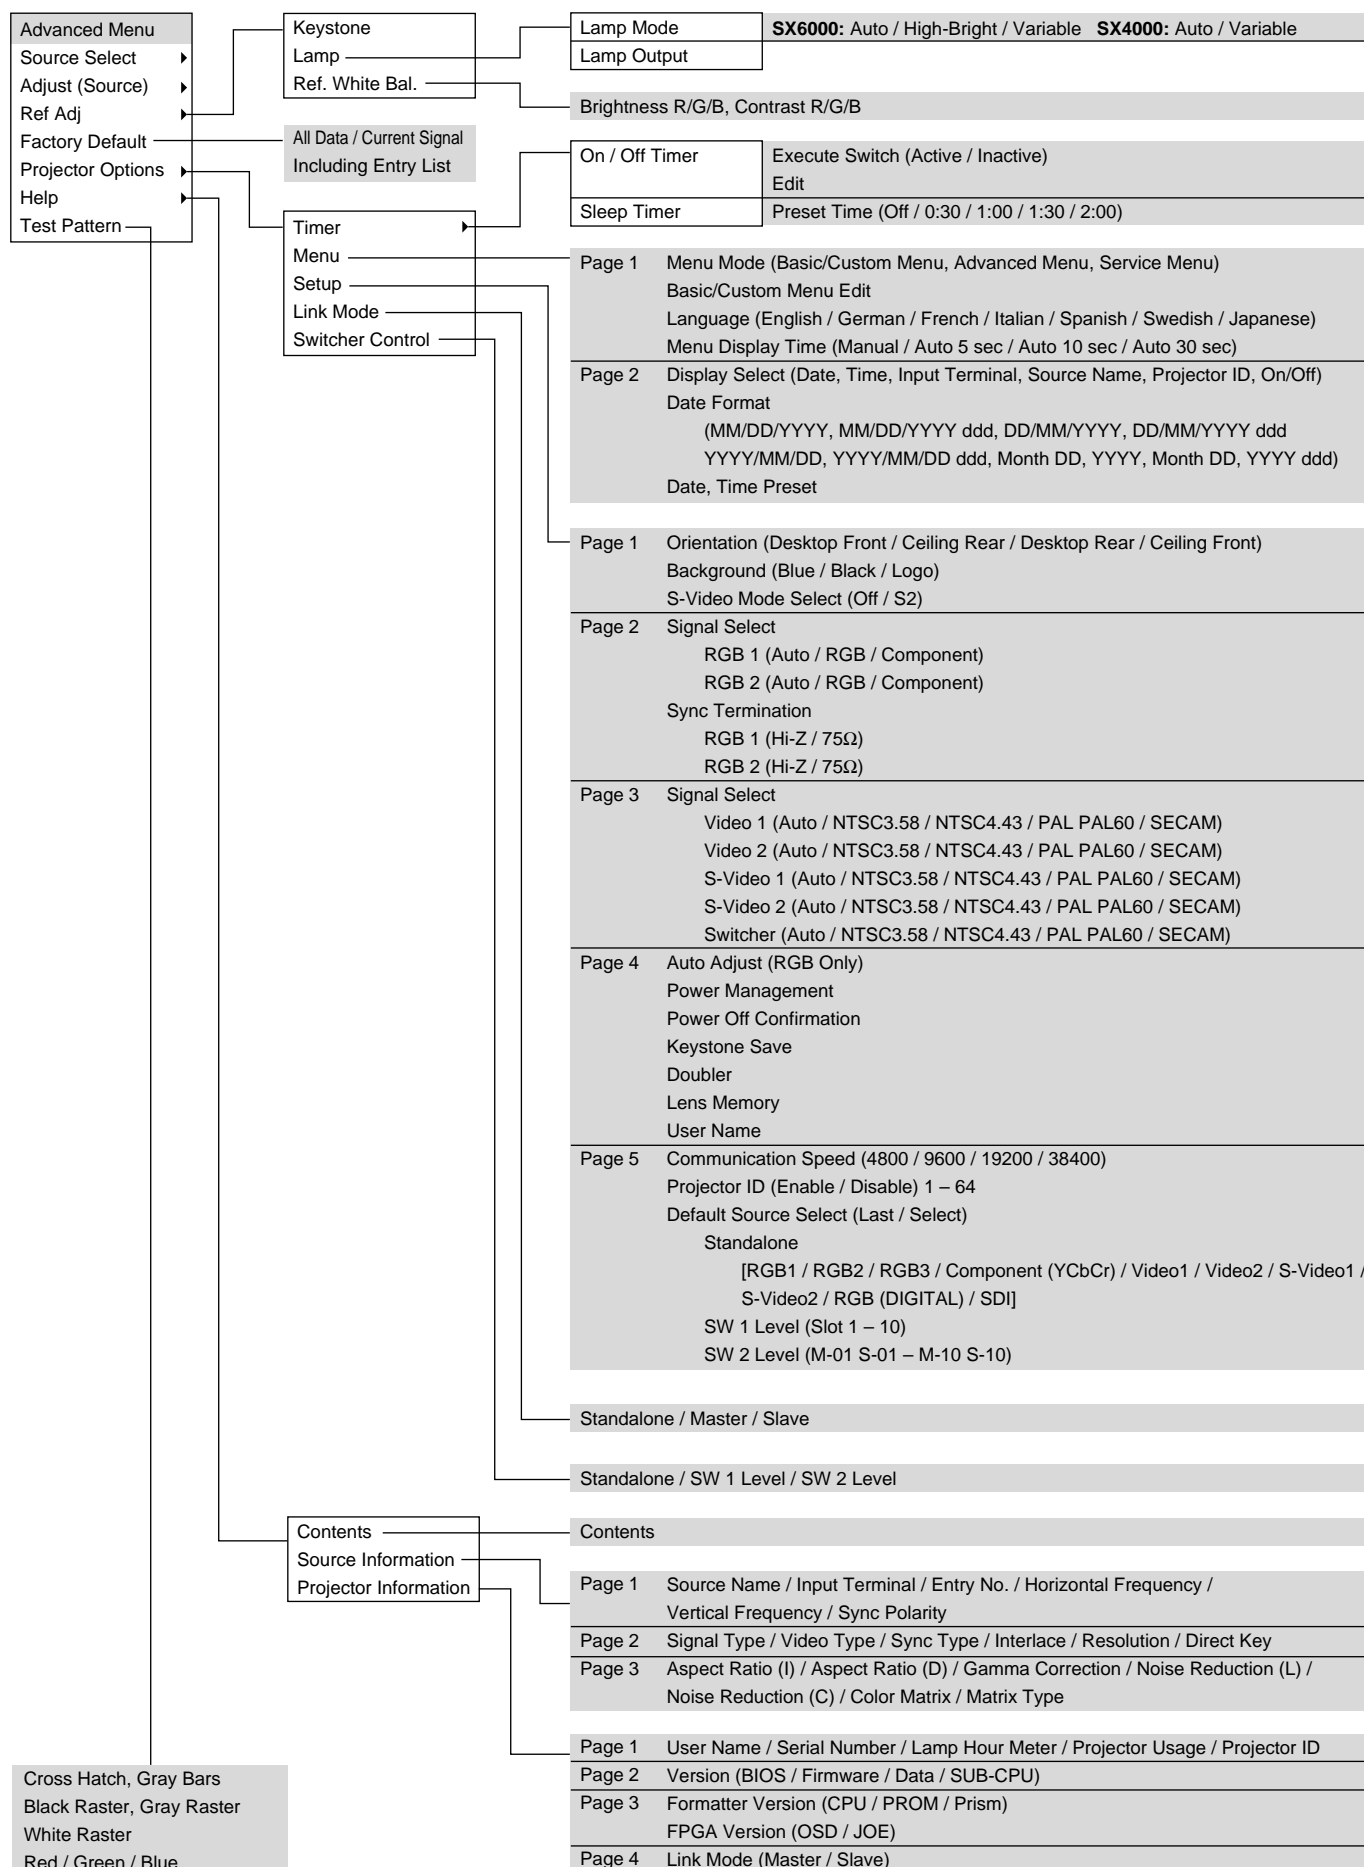 Advanced Menu
Source Select
Adjust (Source)
Ref Adj
Factory Default
Projector Options
Help
Test Pattern
Keystone
Lamp
Ref. White Bal.
Lamp Mode SX6000: Auto / High-Bright / Variable SX4000: Auto / Variable
Lamp Output
Brightness R/G/B, Contrast R/G/B
All Data / Current Signal
Including Entry List
Timer
Menu
Setup
Link Mode
Switcher Control
On / Off Timer Execute Switch (Active / Inactive)
Edit
Sleep Timer Preset Time (Off / 0:30 / 1:00 / 1:30 / 2:00)
Page 1 Menu Mode (Basic/Custom Menu, Advanced Menu, Service Menu)
Basic/Custom Menu Edit
Language (English / German / French / Italian / Spanish / Swedish / Japanese)
Menu Display Time (Manual / Auto 5 sec / Auto 10 sec / Auto 30 sec)
Page 2 Display Select (Date, Time, Input Terminal, Source Name, Projector ID, On/Off)
Date Format
(MM/DD/YYYY, MM/DD/YYYY ddd, DD/MM/YYYY, DD/MM/YYYY ddd
YYYY/MM/DD, YYYY/MM/DD ddd, Month DD, YYYY, Month DD, YYYY ddd)
Date, Time Preset
Page 1 Orientation (Desktop Front / Ceiling Rear / Desktop Rear / Ceiling Front)
Background (Blue / Black / Logo)
S-Video Mode Select (Off / S2)
Page 2 Signal Select
RGB 1 (Auto / RGB / Component)
RGB 2 (Auto / RGB / Component)
Sync Termination
RGB 1 (Hi-Z / 75Ω)
RGB 2 (Hi-Z / 75Ω)
Page 3 Signal Select
Video 1 (Auto / NTSC3.58 / NTSC4.43 / PAL PAL60 / SECAM)
Video 2 (Auto / NTSC3.58 / NTSC4.43 / PAL PAL60 / SECAM)
S-Video 1 (Auto / NTSC3.58 / NTSC4.43 / PAL PAL60 / SECAM)
S-Video 2 (Auto / NTSC3.58 / NTSC4.43 / PAL PAL60 / SECAM)
Switcher (Auto / NTSC3.58 / NTSC4.43 / PAL PAL60 / SECAM)
Page 4 Auto Adjust (RGB Only)
Power Management
Power Off Confirmation
Keystone Save
Doubler
Lens Memory
User Name
Page 5 Communication Speed (4800 / 9600 / 19200 / 38400)
Projector ID (Enable / Disable) 1 – 64
Default Source Select (Last / Select)
Standalone
[RGB1 / RGB2 / RGB3 / Component (YCbCr) / Video1 / Video2 / S-Video1 /
S-Video2 / RGB (DIGITAL) / SDI]
SW 1 Level (Slot 1 – 10)
SW 2 Level (M-01 S-01 – M-10 S-10)
Standalone / Master / Slave
Standalone / SW 1 Level / SW 2 Level
Contents
Source Information
Projector Information
Contents
Page 1 Source Name / Input Terminal / Entry No. / Horizontal Frequency /
Vertical Frequency / Sync Polarity
Page 2 Signal Type / Video Type / Sync Type / Interlace / Resolution / Direct Key
Page 3 Aspect Ratio (I) / Aspect Ratio (D) / Gamma Correction / Noise Reduction (L) /
Noise Reduction (C) / Color Matrix / Matrix Type
Page 1 User Name / Serial Number / Lamp Hour Meter / Projector Usage / Projector ID
Page 2 Version (BIOS / Firmware / Data / SUB-CPU)
Page 3 Formatter Version (CPU / PROM / Prism)
FPGA Version (OSD / JOE)
Page 4 Link Mode (Master / Slave)
Cross Hatch, Gray Bars
Black Raster, Gray Raster
White Raster
Red / Green / Blue